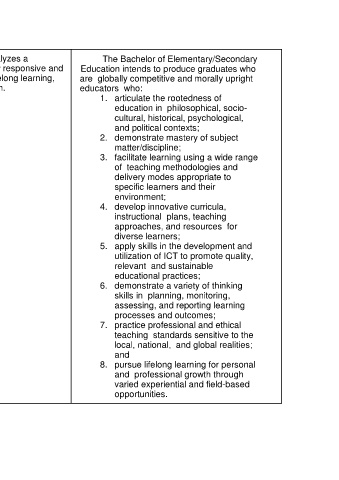 lyzes a
responsive and
elong learning,
n.
The Bachelor of Elementary/Secondary
Education intends to produce graduates who
are globally competitive and morally upright
educators who:
1. articulate the rootedness of
education in philosophical, socio-
cultural, historical, psychological,
and political contexts;
2. demonstrate mastery of subject
matter/discipline;
3. facilitate learning using a wide range
of teaching methodologies and
delivery modes appropriate to
specific learners and their
environment;
4. develop innovative curricula,
instructional plans, teaching
approaches, and resources for
diverse learners;
5. apply skills in the development and
utilization of ICT to promote quality,
relevant and sustainable
educational practices;
6. demonstrate a variety of thinking
skills in planning, monitoring,
assessing, and reporting learning
processes and outcomes;
7. practice professional and ethical
teaching standards sensitive to the
local, national, and global realities;
and
8. pursue lifelong learning for personal
and professional growth through
varied experiential and field-based
opportunities.